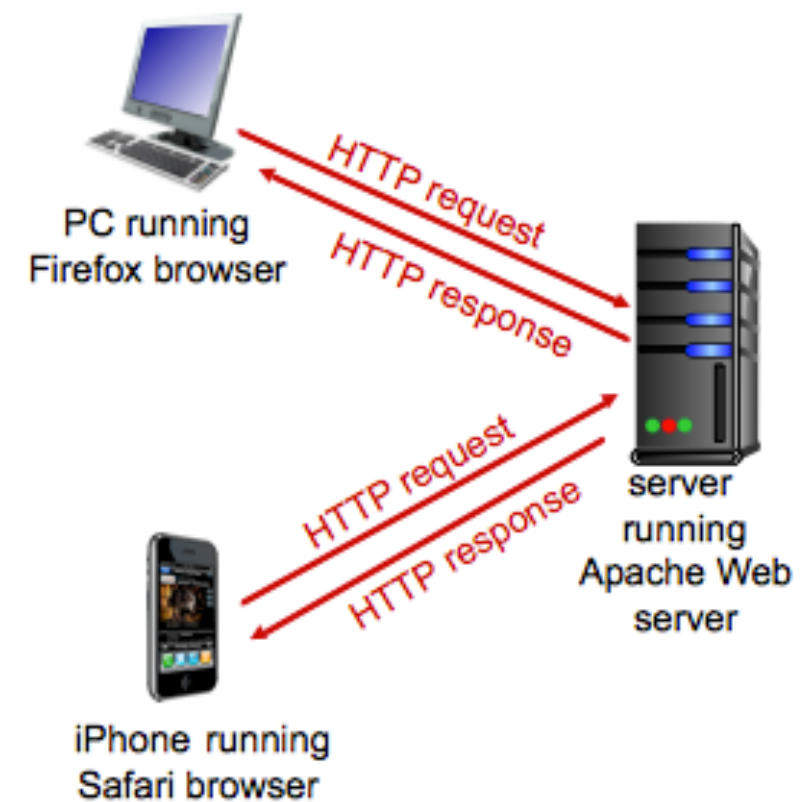 HTTP request
HTTP response
PC running
Firefox browser
HTTP request
HTTP response
server
running
Apache Web
server
iPhone running
Safari browser